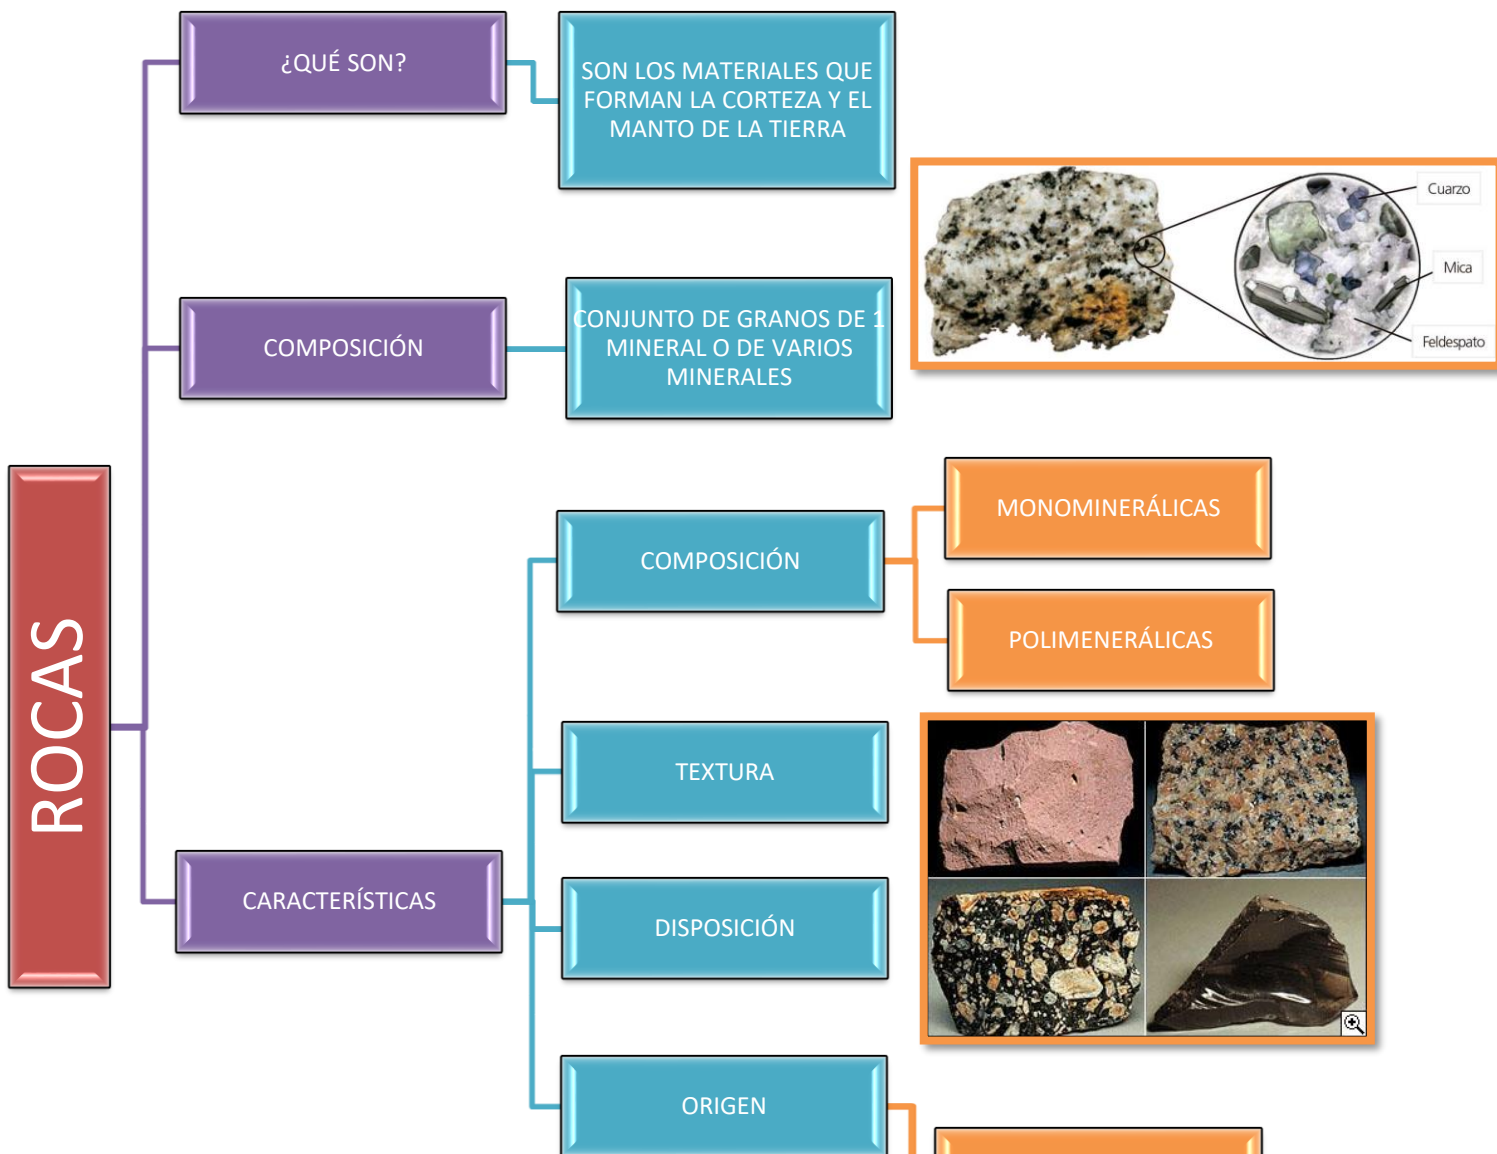 ¿QUÉ SON?
SON LOS MATERIALES QUE
FORMAN LA CORTEZA Y EL
MANTO DE LA TIERRA
Cuarzo
Mica
Feldespato
COMPOSICIÓN
CONJUNTO DE GRANOS DE 1
MINERAL O DE VARIOS
MINERALES
ROCAS
CARACTERÍSTICAS
COMPOSICIÓN
MONOMINERÁLICAS
POLIMENERÁLICAS
TEXTURA
DISPOSICIÓN
ORIGEN